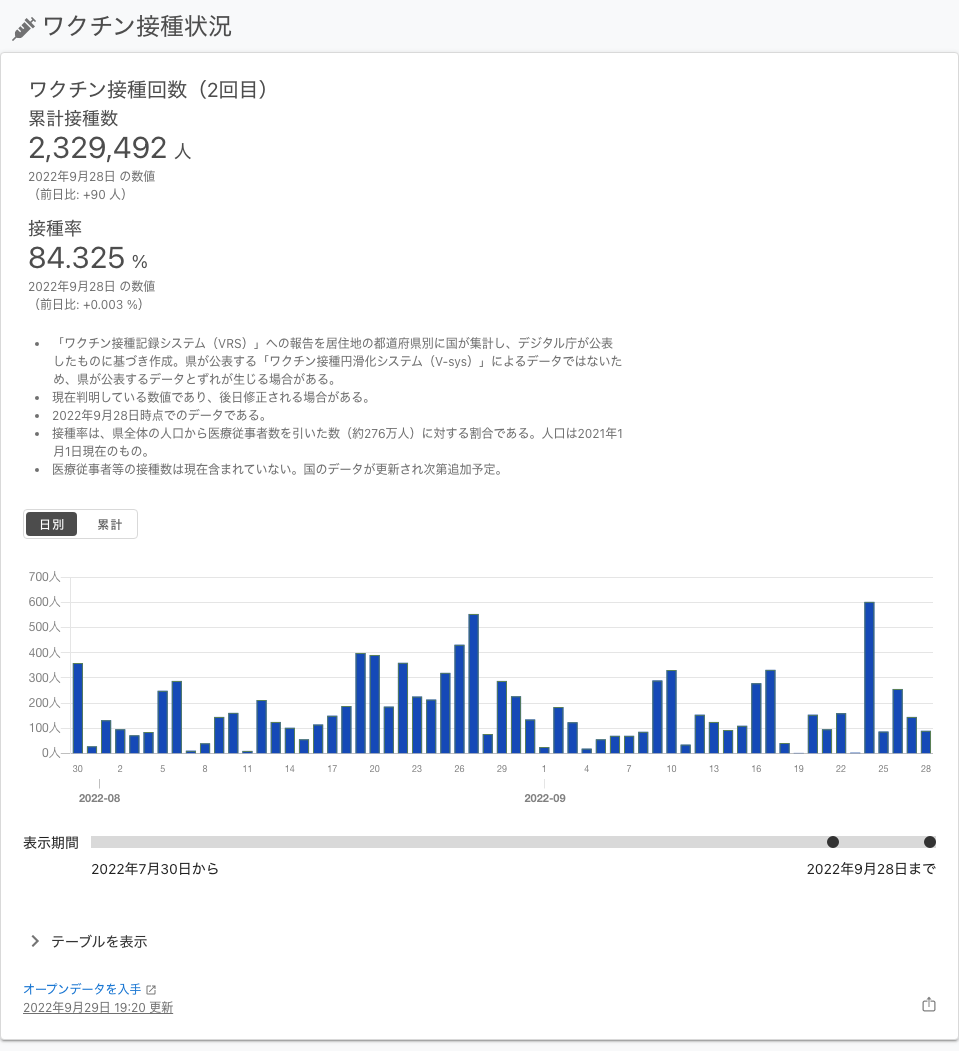 ワクチン接種状況
ワクチン接種回数（2回目）
累計接種数
2,329,492 人
2022年9月28日 の数値
（前日比: +90 人）
接種率
84.325 %
2022年9月28日 の数値
（前日比: +0.003 %）
• 「ワクチン接種記録システム（VRS）」への報告を居住地の都道府県別に国が集計し、デジタル庁が公表
したものに基づき作成。県が公表する「ワクチン接種円滑化システム（V-sys）」によるデータではないた
め、県が公表するデータとずれが生じる場合がある。
• 現在判明している数値であり、後日修正される場合がある。
• 2022年9月28日時点でのデータである。
• 接種率は、県全体の人口から医療従事者数を引いた数（約276万人）に対する割合である。人口は2021年1
月1日現在のもの。
• 医療従事者等の接種数は現在含まれていない。国のデータが更新され次第追加予定。
日別 累計
700人
600人
500人
400人
300人
200人
100人
0人
30 2 5 8 11 14 17 20 23 26 29 1 4 7 10 13 16 19 22 25 28
2022-08 2022-09
表示期間
2022年7月30日から 2022年9月28日まで
テーブルを表示
オープンデータを入手
2022年9月29日 19:20 更新